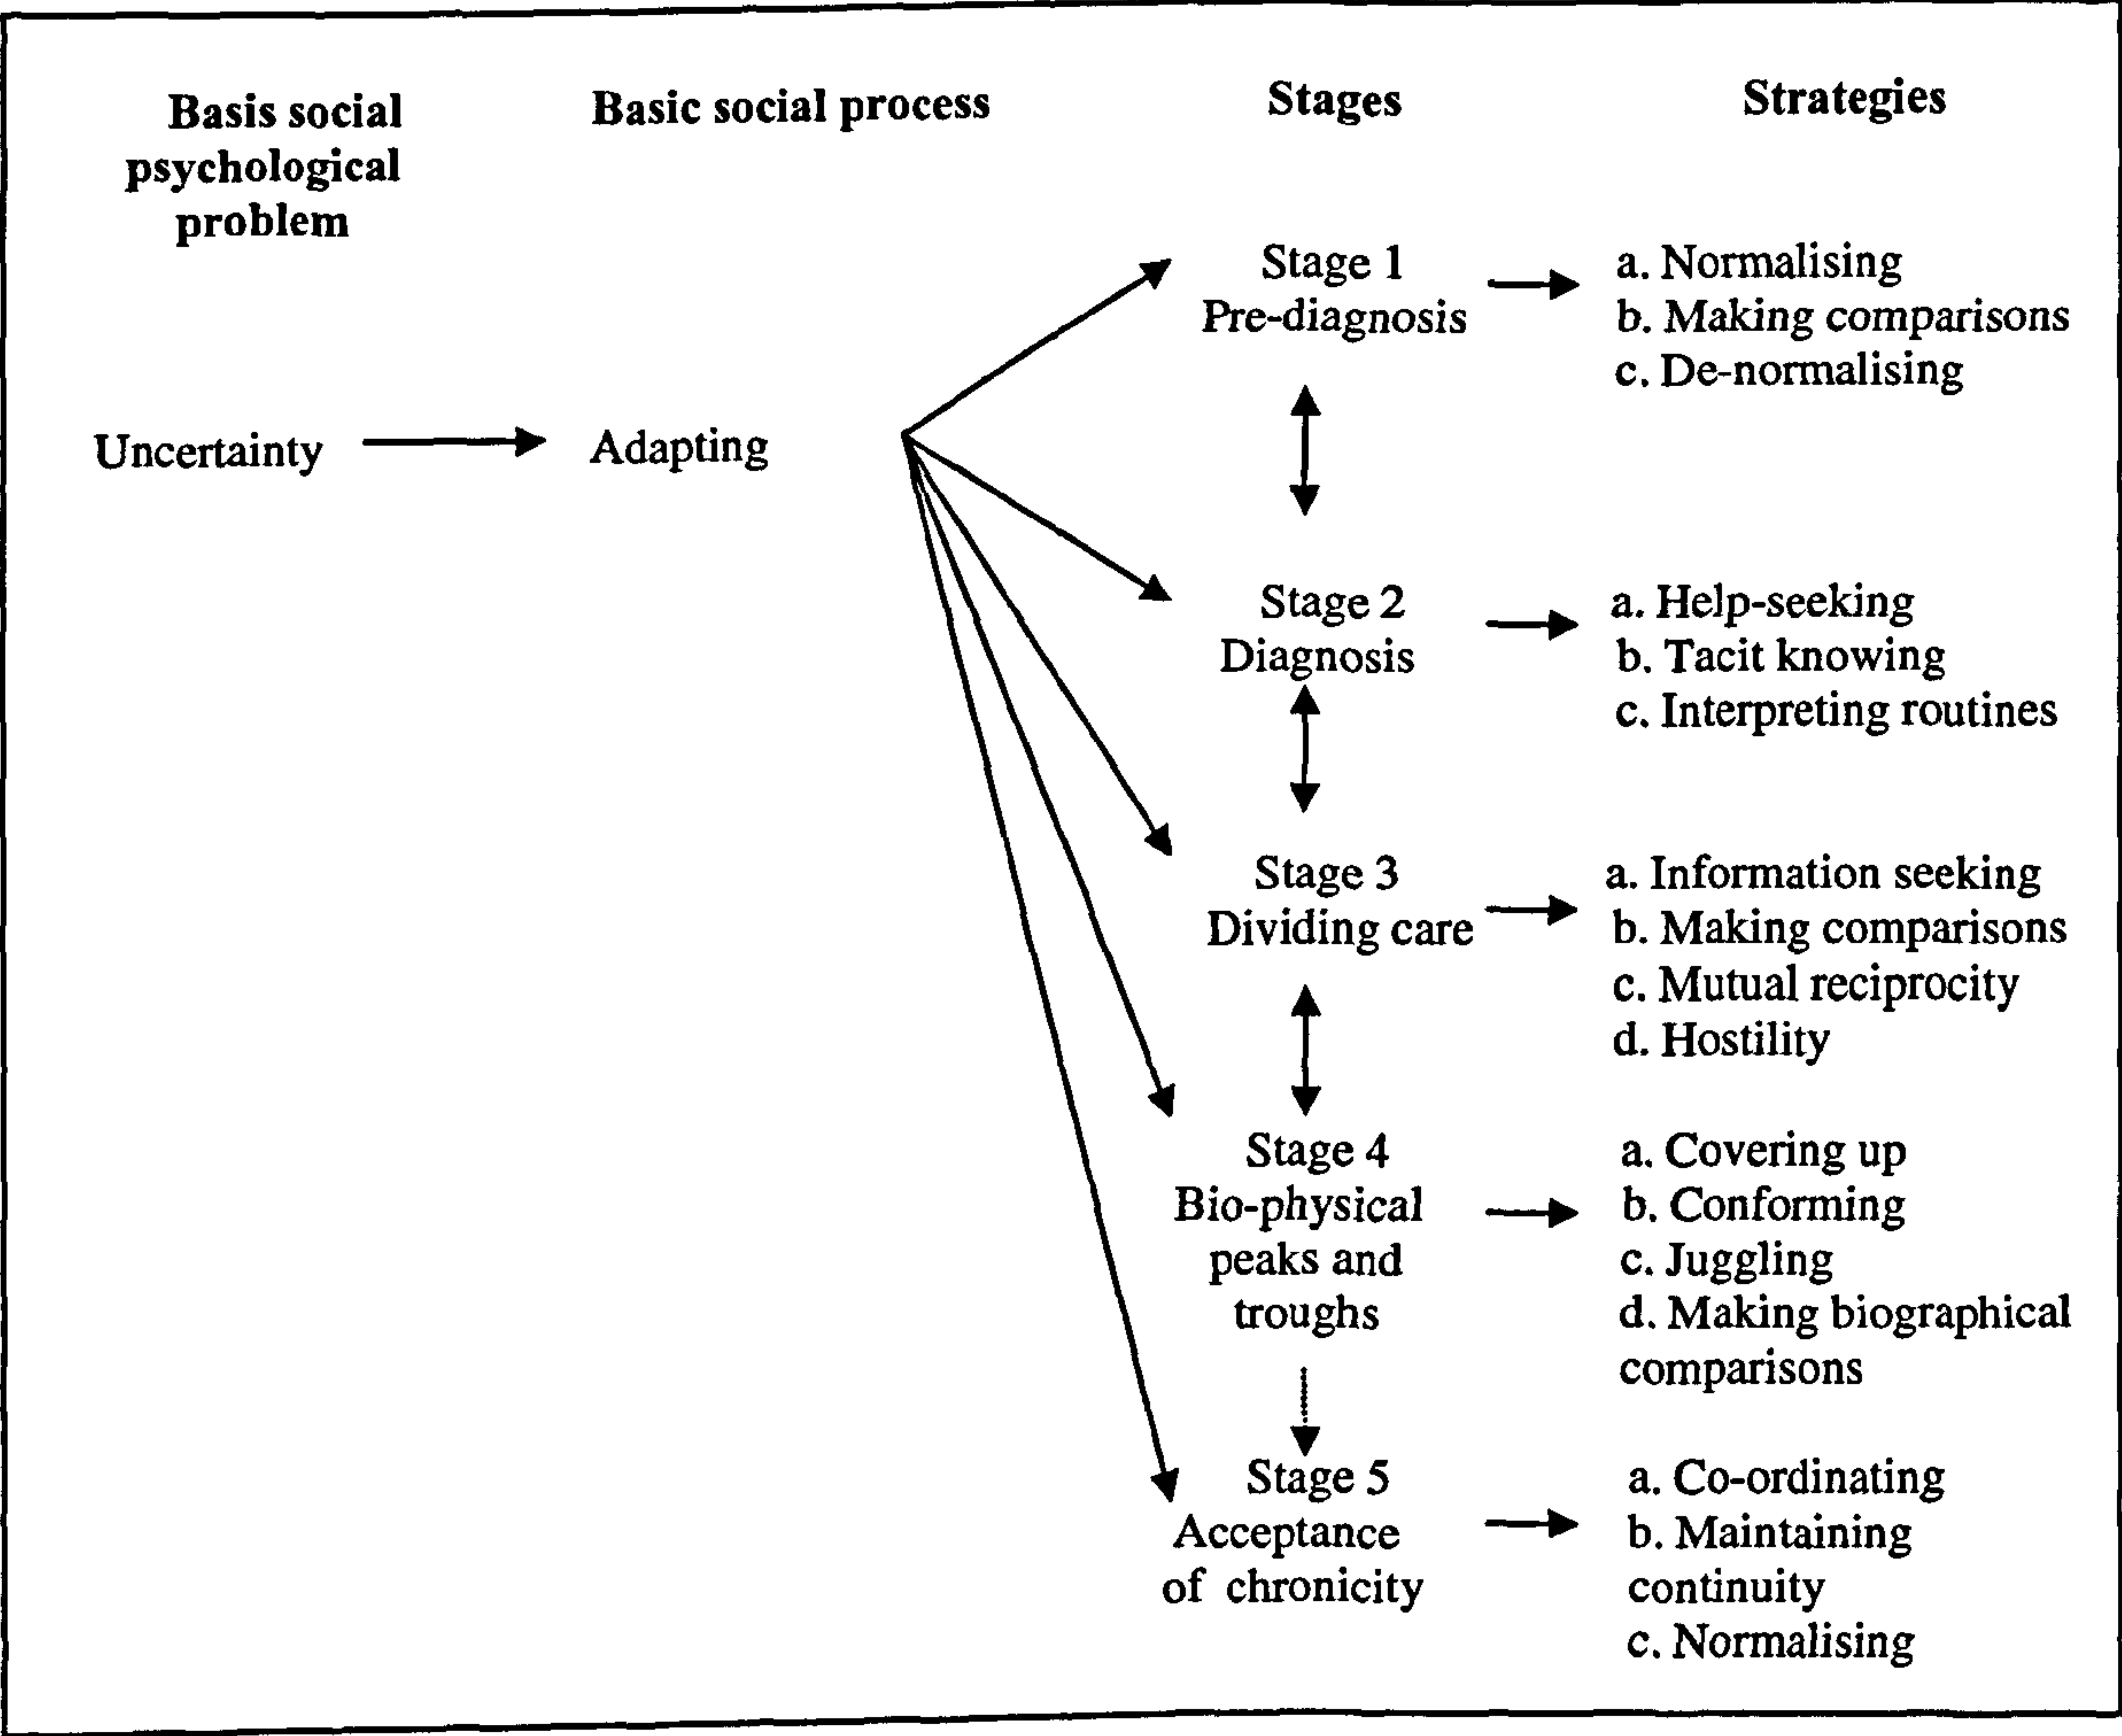 Basis social
psychological
problem
Basic social process
Stages
Strategies
Uncertainty
Adapting
Stage 1
Pre-diagnosis
a. Normalising
b. Making comparisons
c. De-normalising
Stage 2
Diagnosis
a. Help-seeking
b. Tacit knowing
c. Interpreting routines
Stage 3
Dividing care
a. Information seeking
b. Making comparisons
c. Mutual reciprocity
d. Hostility
Stage 4
Bio-physical
peaks and
troughs
a. Covering up
b. Conforming
c. Juggling
d. Making biographical
comparisons
Stage 5
Acceptance
of chronicity
a. Co-ordinating
b. Maintaining
continuity
c. Normalising